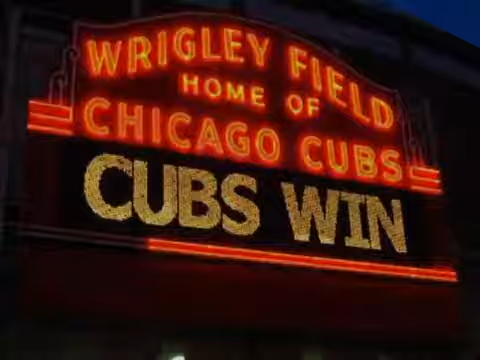 WRIGLEY FIELD
HOME OF
CHICAGO CUBS
CUBS WIN